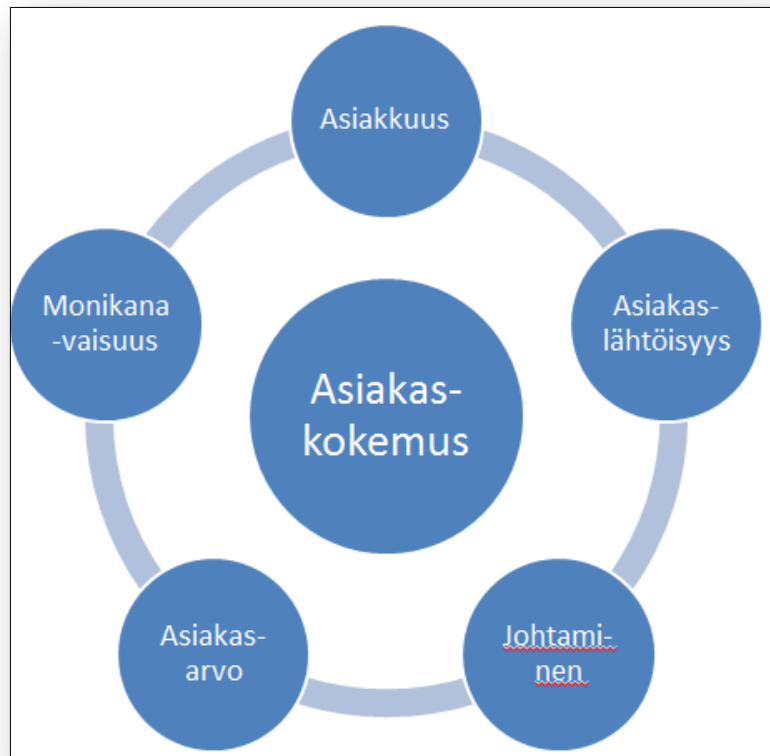 Asiakkuus
Asiakas-
lähtöisyys
Johtami-
nen
Asiakas-
arvo
Monikana
-vaisuus
Asiakas-
kokemus